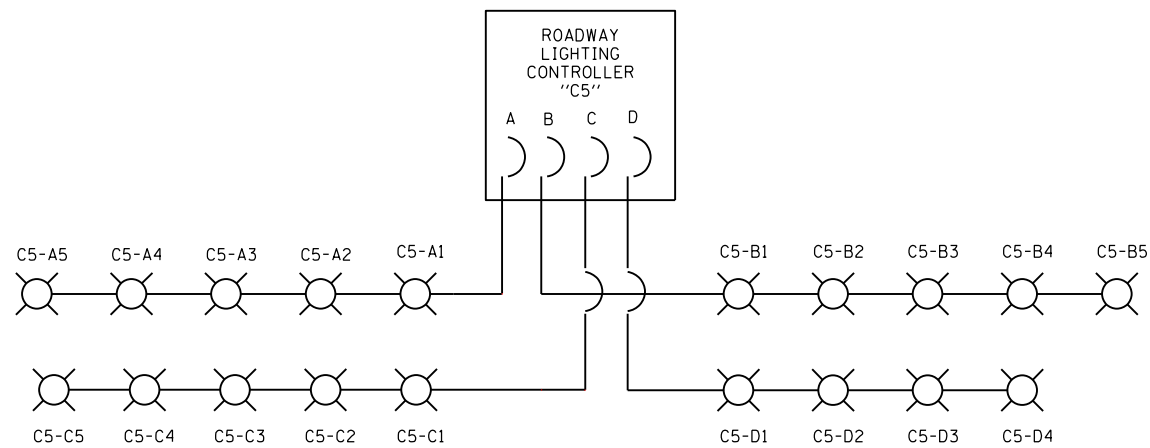 ROADWAY
LIGHTING
CONTROLLER
"C5"
A B C D
C5-A5 C5-A4 C5-A3 C5-A2 C5-A1 C5-B1 C5-B2 C5-B3 C5-B4 C5-B5
C5-C5 C5-C4 C5-C3 C5-C2 C5-C1 C5-D1 C5-D2 C5-D3 C5-D4